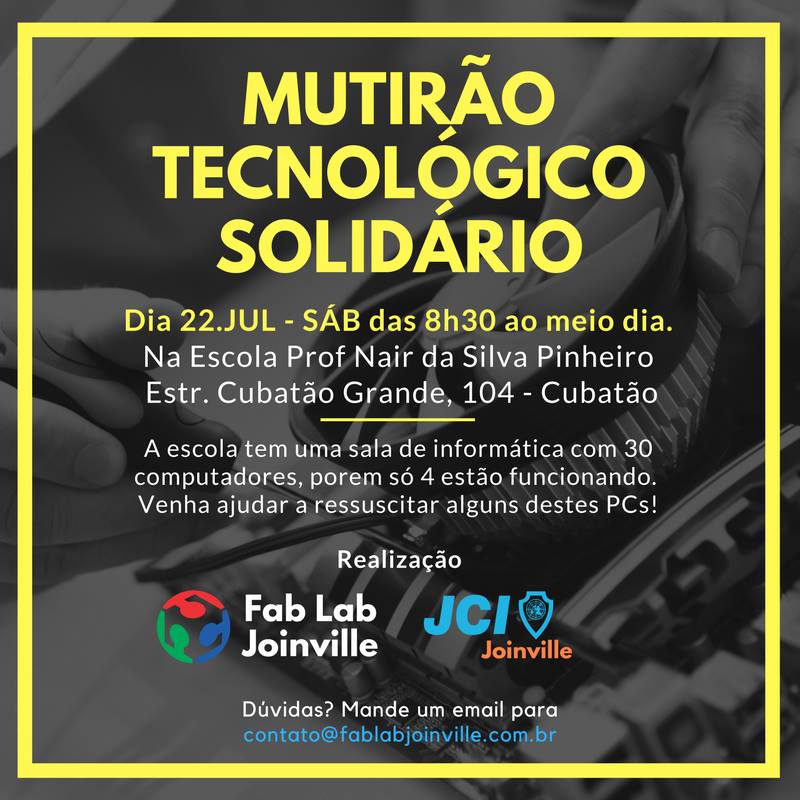 MUTIRÃO
TECNOLÓGICO
SOLIDÁRIO
Dia 22.JUL - SÁB das 8h30 ao meio dia.
Na Escola Prof Nair da Silva Pinheiro
Estr. Cubatão Grande, 104 - Cubatão
A escola tem uma sala de informática com 30
computadores, porem só 4 estão funcionando.
Venha ajudar a ressuscitar alguns destes PCs!
Realização
Fab Lab
Joinville
JCI
Joinville
Dúvidas? Mande um email para
contato@fablabjoinville.com.br